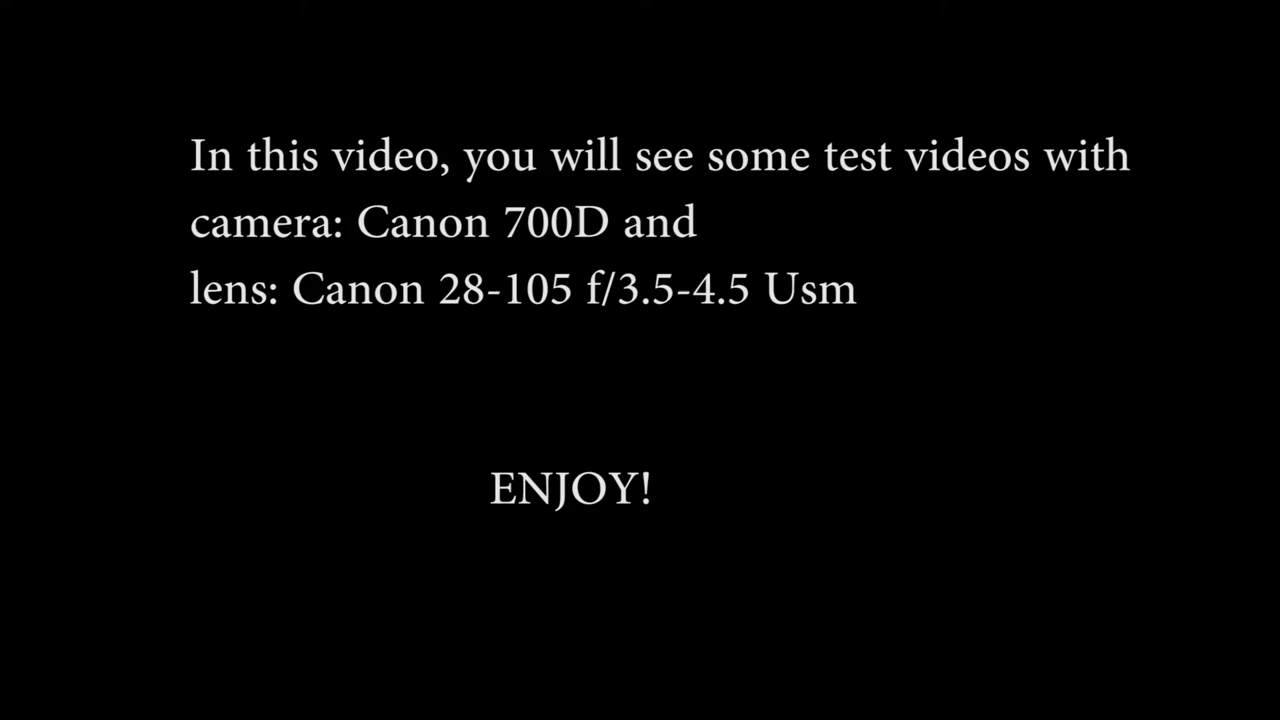 In this video, you will see some test videos with
camera: Canon 700D and
lens: Canon 28-105 f/3.5-4.5 Usm
ENJOY!